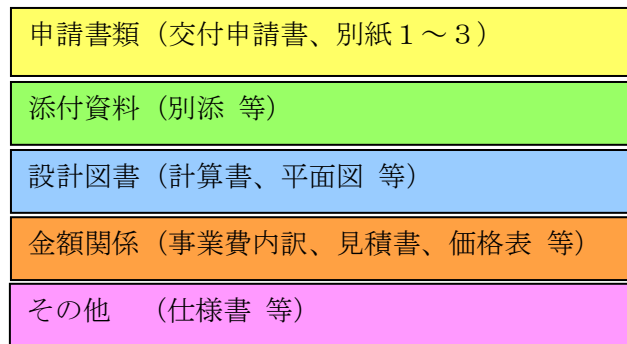 申請書類（交付申請書、別紙１～３）
添付資料（別添 等）
設計図書（計算書、平面図 等）
金額関係（事業費内訳、見積書、価格表 等）
その他　（仕様書 等）